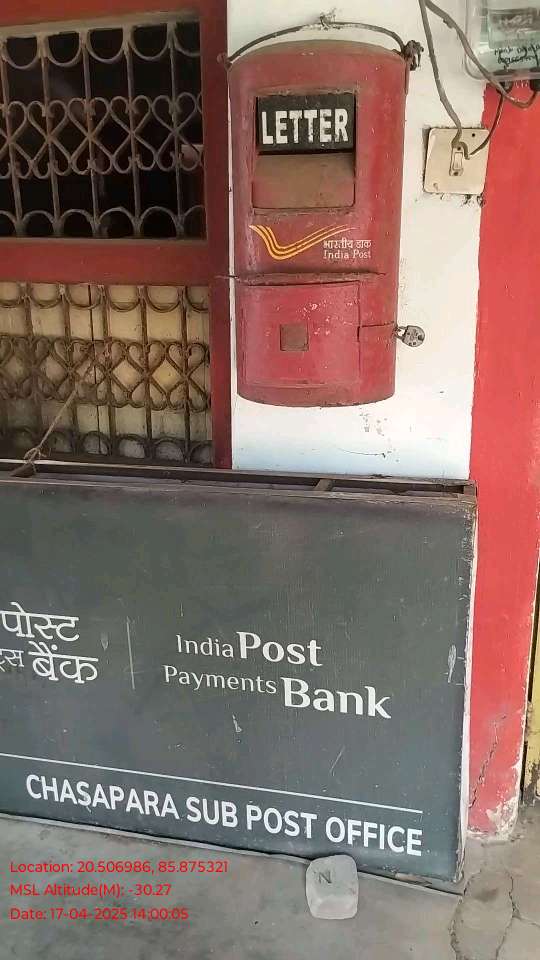 LETTER
भारतीय डाक
India Post
पोस्ट
बैंक
India Post
Payments Bank
CHASAPARA SUB POST OFFICE
N
Location: 20.506986, 85.875321
MSL Altitude(M): -30.27
Date: 17-04-2025 14:00:05